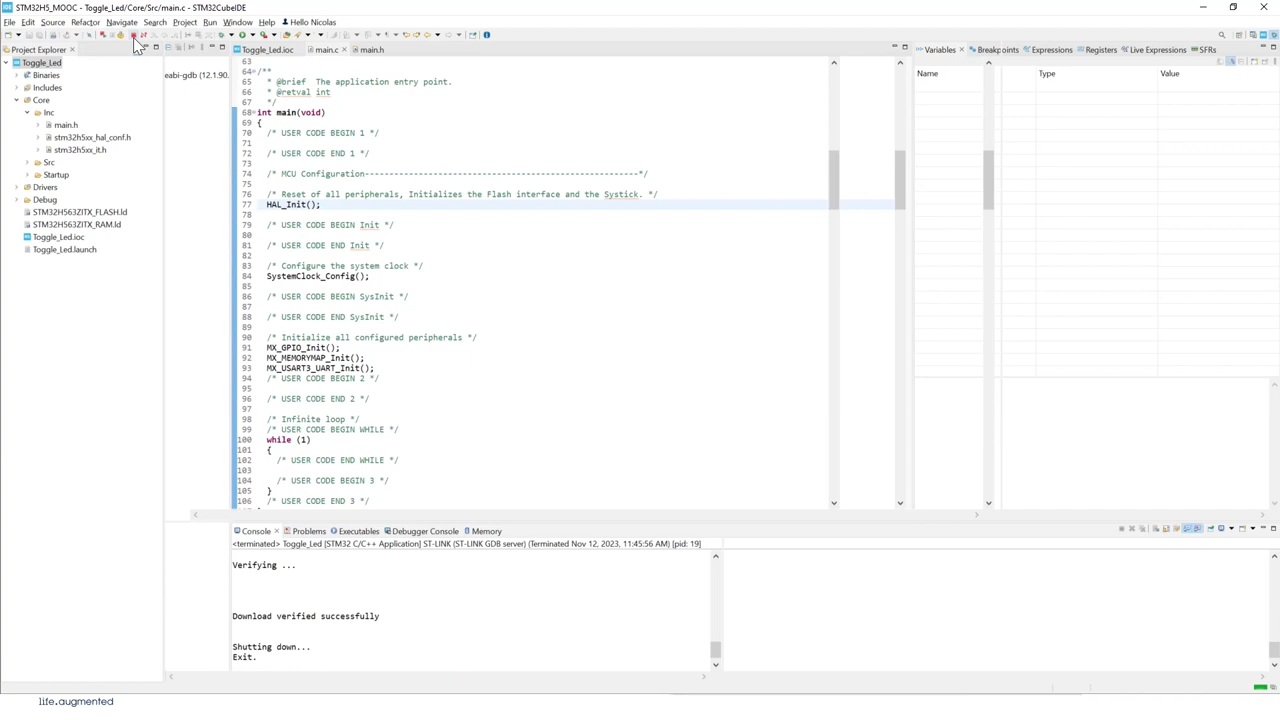 STM32H5_MOOC - Toggle_Led/Core/Src/main.c - STM32CubeIDE
File Edit Source Refactor Navigate Search Project Run Window Help Hello Nicolas
Project Explorer
Toggle_Led
Binaries
Includes
Core
Inc
main.h
stm32h5xx_hal_conf.h
stm32h5xx_it.h
Src
Startup
Drivers
Debug
STM32H563ZITX_FLASH.ld
STM32H563ZITX_RAM.ld
Toggle_Led.ioc
Toggle_Led.launch
eabi-gdb (12.1.90.
Toggle_Led.ioc main.c main.h
63
64 /**
65 * @brief The application entry point.
66 * @retval int
67 */
68 int main(void)
69 {
70 /* USER CODE BEGIN 1 */
71
72 /* USER CODE END 1 */
73
74 /* MCU Configuration--------------------------------------------------------*/
75
76 /* Reset of all peripherals, Initializes the Flash interface and the Systick. */
77 HAL_Init();
78
79 /* USER CODE BEGIN Init */
80
81 /* USER CODE END Init */
82
83 /* Configure the system clock */
84 SystemClock_Config();
85
86 /* USER CODE BEGIN SysInit */
87
88 /* USER CODE END SysInit */
89
90 /* Initialize all configured peripherals */
91 MX_GPIO_Init();
92 MX_MEMORYMAP_Init();
93 MX_USART3_UART_Init();
94 /* USER CODE BEGIN 2 */
95
96 /* USER CODE END 2 */
97
98 /* Infinite loop */
99 /* USER CODE BEGIN WHILE */
100 while (1)
101 {
102 /* USER CODE END WHILE */
103
104 /* USER CODE BEGIN 3 */
105 }
106 /* USER CODE END 3 */
Variables Breakpoints Expressions Registers Live Expressions SFRs
Name Type Value
Console Problems Executables Debugger Console Memory
<terminated> Toggle_Led [STM32 C/C++ Application] ST-LINK (ST-LINK GDB server) (Terminated Nov 12, 2023, 11:45:56 AM) [pid: 19]
Verifying ...
Download verified successfully
Shutting down...
Exit.
life.augmented